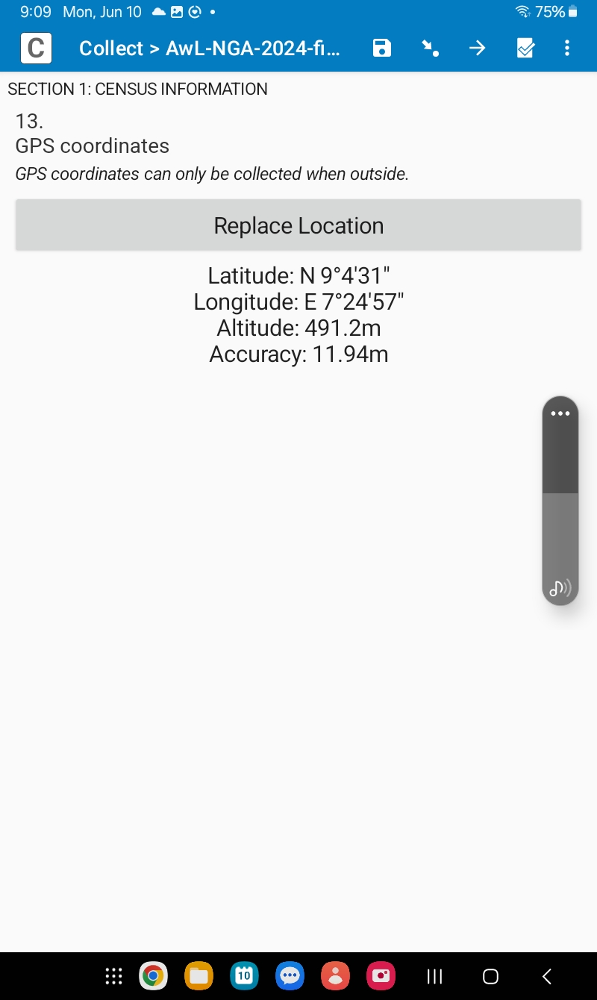 9:09 Mon, Jun 10 75%
C Collect > AwL-NGA-2024-fi...
SECTION 1: CENSUS INFORMATION
13.
GPS coordinates
GPS coordinates can only be collected when outside.
Replace Location
Latitude: N 9°4'31"
Longitude: E 7°24'57"
Altitude: 491.2m
Accuracy: 11.94m
10